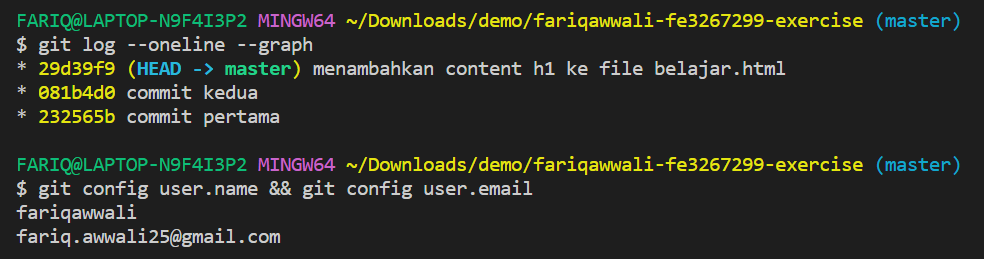 FARIQ@LAPTOP-N9F4I3P2 MINGW64 ~/Downloads/demo/fariqawwali-fe3267299-exercise (master)
$ git log --oneline --graph
* 29d39f9 (HEAD -> master) menambahkan content h1 ke file belajar.html
* 081b4d0 commit kedua
* 232565b commit pertama
FARIQ@LAPTOP-N9F4I3P2 MINGW64 ~/Downloads/demo/fariqawwali-fe3267299-exercise (master)
$ git config user.name && git config user.email
fariqawwali
fariq.awwali25@gmail.com